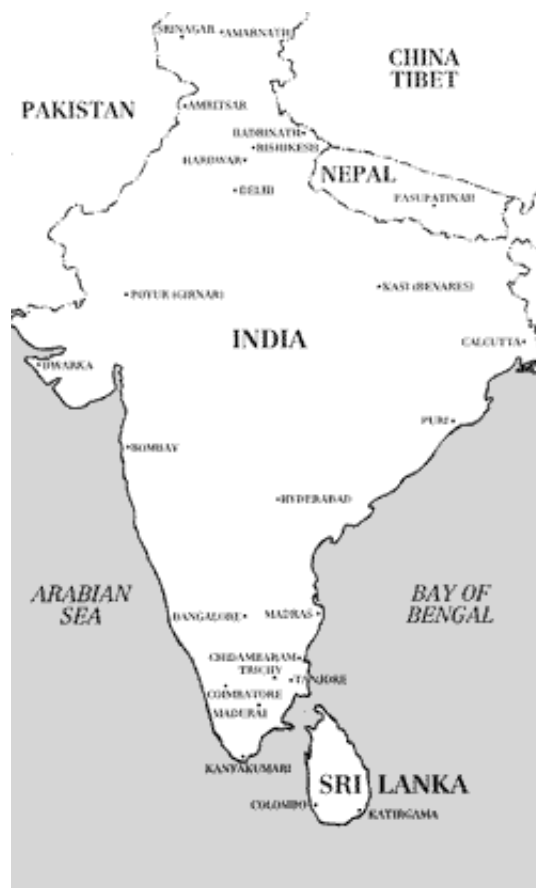 SRINAGAR
AMARNATH
CHINA
TIBET
PAKISTAN
AMRITSAR
BADRINATH
RISHIKESH
HARDWAR
NEPAL
DELHI
PASUPATINAH
POYUR (GIRNAR)
KASI (BENARES)
INDIA
CALCUTTA
DWARKA
PURI
BOMBAY
HYDERABAD
ARABIAN
SEA
BAY OF
BENGAL
BANGALORE
MADRAS
CHIDAMBARAM
TRICHY
TANJORE
COIMBATORE
MADURAI
KANYAKUMARI
SRI LANKA
COLOMBO
KATIRGAMA